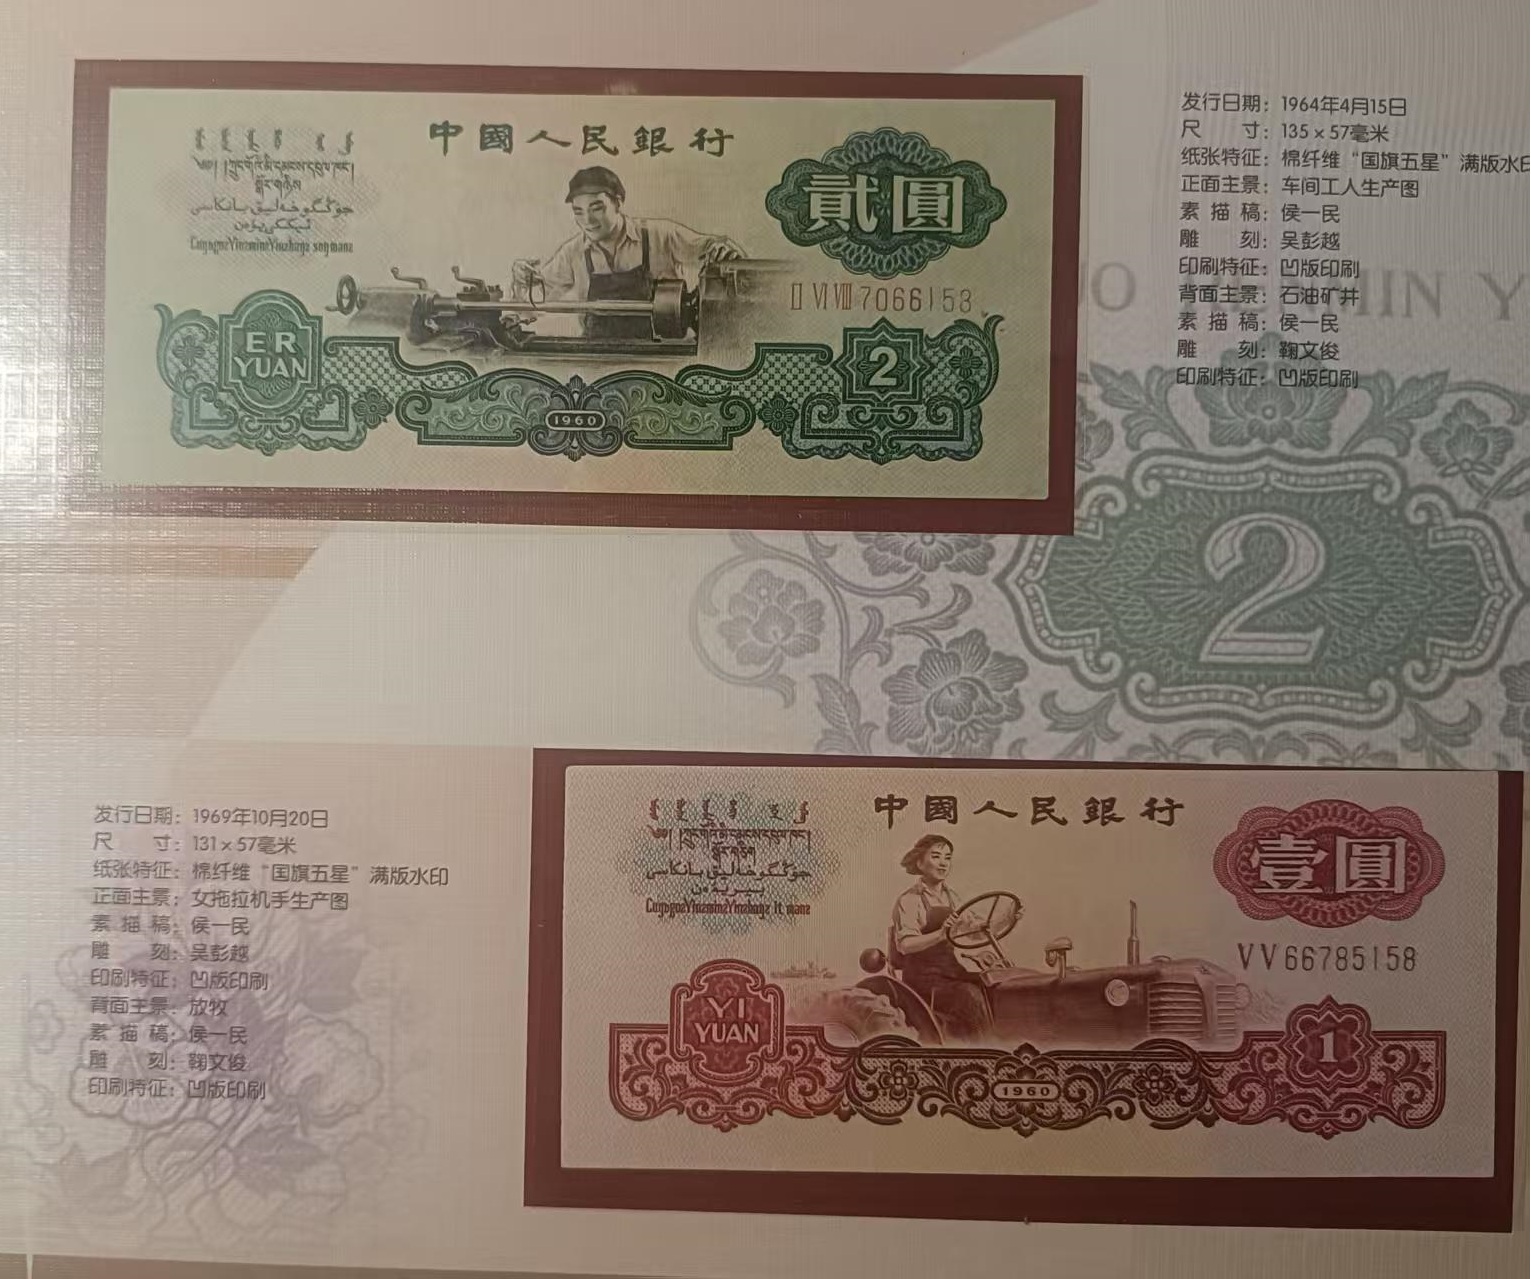 中國人民銀行
貳圓
ⅡⅥⅧ7066153
ER
YUAN
1960
2
发行日期：1964年4月15日
尺　　寸：135×57毫米
纸张特征：棉纤维“国旗五星”满版水印
正面主景：车间工人生产图
素 描 稿：侯一民
雕　　刻：吴彭越
印刷特征：凹版印刷
背面主景：石油矿井
素 描 稿：侯一民
雕　　刻：鞠文俊
印刷特征：凹版印刷
2
发行日期：1969年10月20日
尺　　寸：131×57毫米
纸张特征：棉纤维“国旗五星”满版水印
正面主景：女拖拉机手生产图
素 描 稿：侯一民
雕　　刻：吴彭越
印刷特征：凹版印刷
背面主景：放牧
素 描 稿：侯一民
雕　　刻：鞠文俊
印刷特征：凹版印刷
中國人民銀行
壹圓
ⅤⅤ66785158
YI
YUAN
1960
1